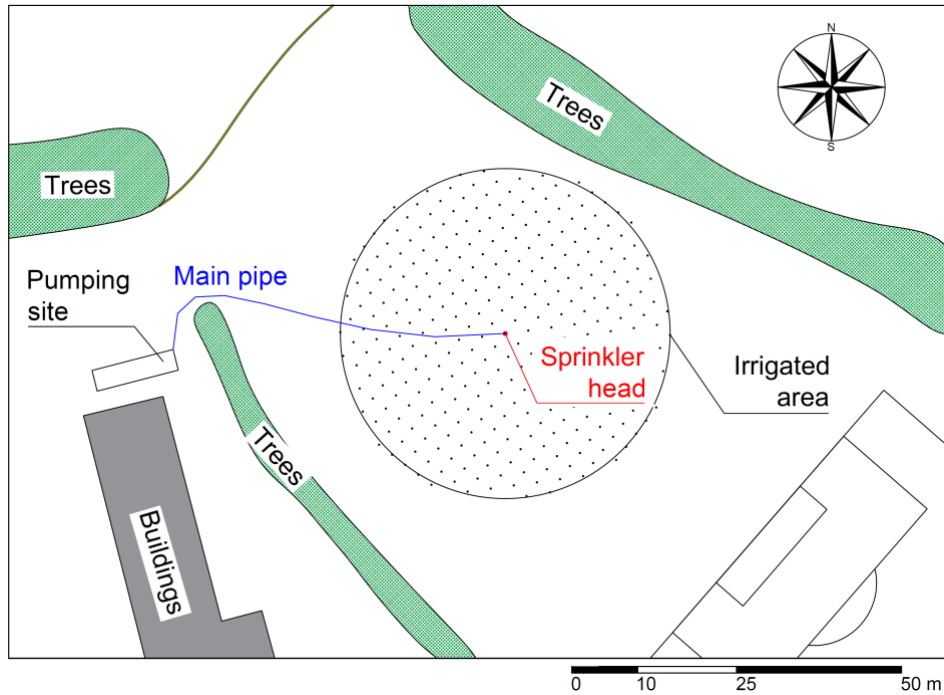 N
Trees
Trees
S
Pumping
site
Main pipe
Sprinkler
head
Irrigated
area
Trees
Buildings
0 10 25 50 m